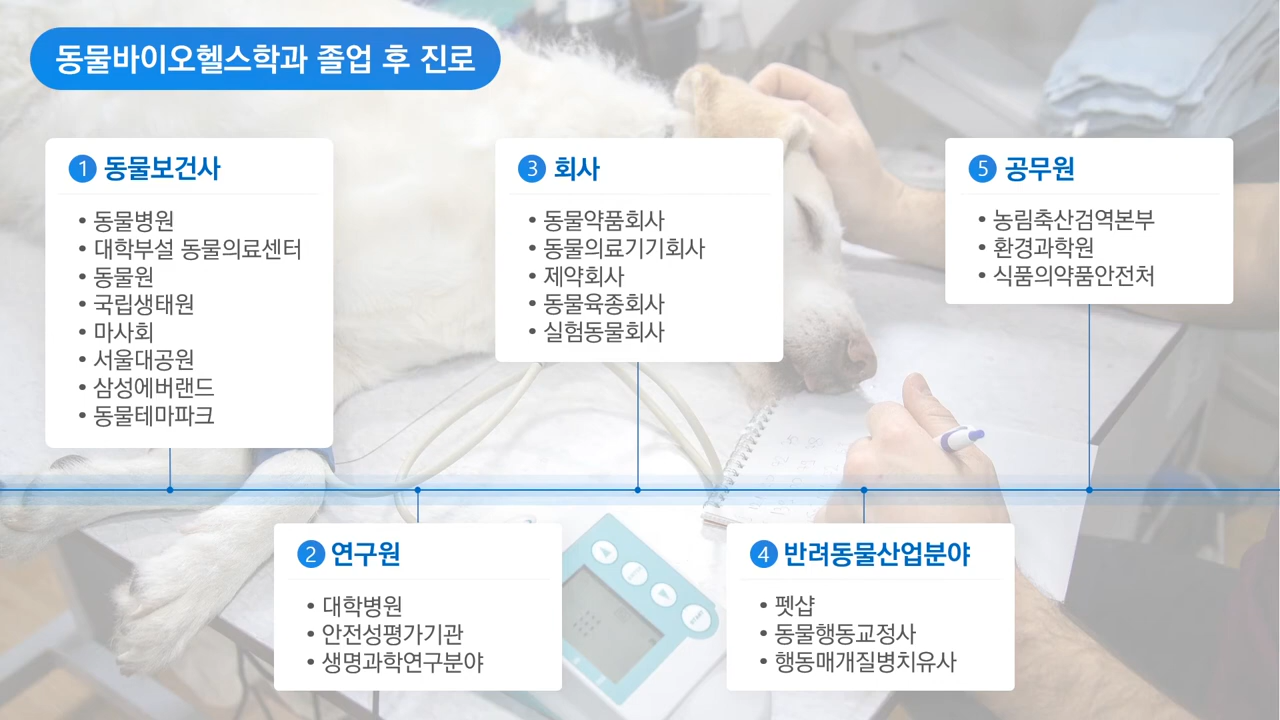 동물바이오헬스학과 졸업 후 진로
1 동물보건사
• 동물병원
• 대학부설 동물의료센터
• 동물원
• 국립생태원
• 마사회
• 서울대공원
• 삼성에버랜드
• 동물테마파크
2 연구원
• 대학병원
• 안전성평가기관
• 생명과학연구분야
3 회사
• 동물약품회사
• 동물의료기기회사
• 제약회사
• 동물육종회사
• 실험동물회사
4 반려동물산업분야
• 펫샵
• 동물행동교정사
• 행동매개질병치유사
5 공무원
• 농림축산검역본부
• 환경과학원
• 식품의약품안전처